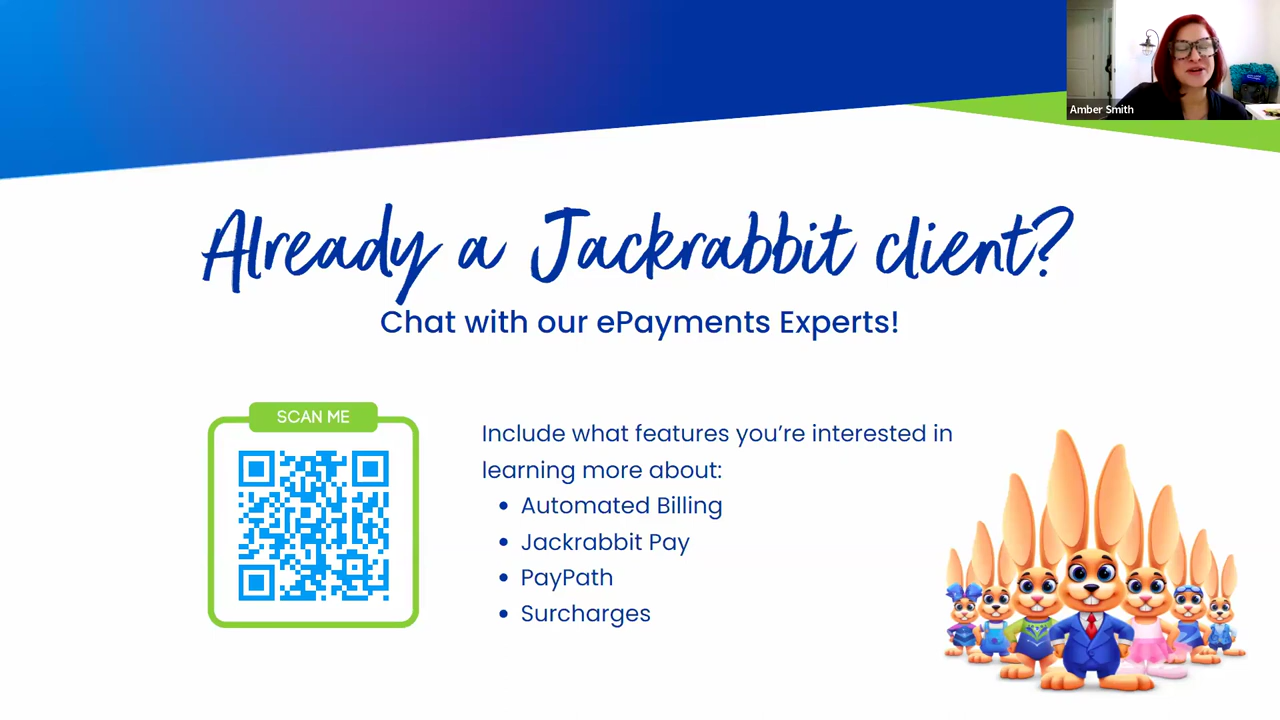 Amber Smith
Already a Jackrabbit client?
Chat with our ePayments Experts!
SCAN ME
Include what features you're interested in
learning more about:
• Automated Billing
• Jackrabbit Pay
• PayPath
• Surcharges